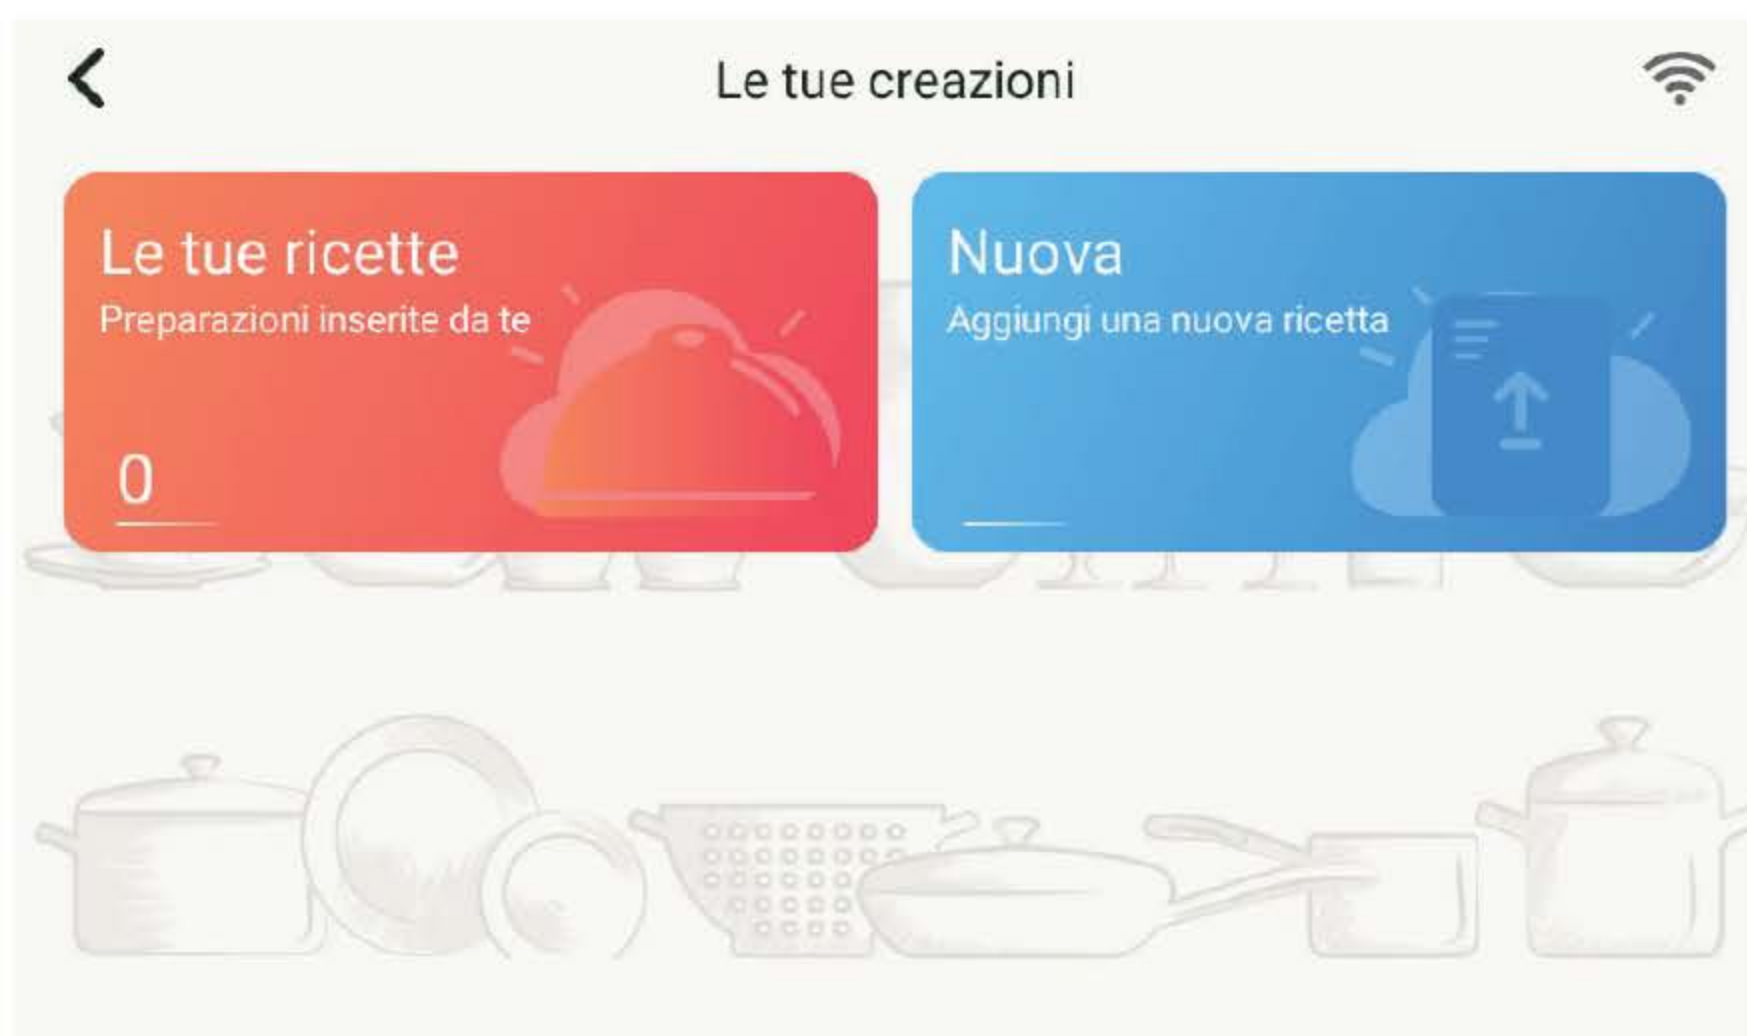 Le tue creazioni
Le tue ricette
Preparazioni inserite da te
0
Nuova
Aggiungi una nuova ricetta